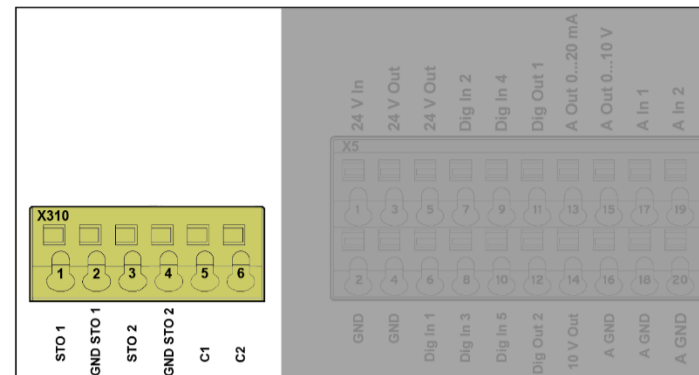 24 V In
24 V Out
24 V Out
Dig In 2
Dig In 4
Dig Out 1
A Out 0...20 mA
A Out 0...10 V
A In 1
A In 2
X5
1 3 5 7 9 11 13 15 17 19
2 4 6 8 10 12 14 16 18 20
GND
GND
Dig In 1
Dig In 3
Dig In 5
Dig Out 2
10 V Out
A GND
A GND
A GND
X310
1 2 3 4 5 6
STO 1
GND STO 1
STO 2
GND STO 2
C1
C2